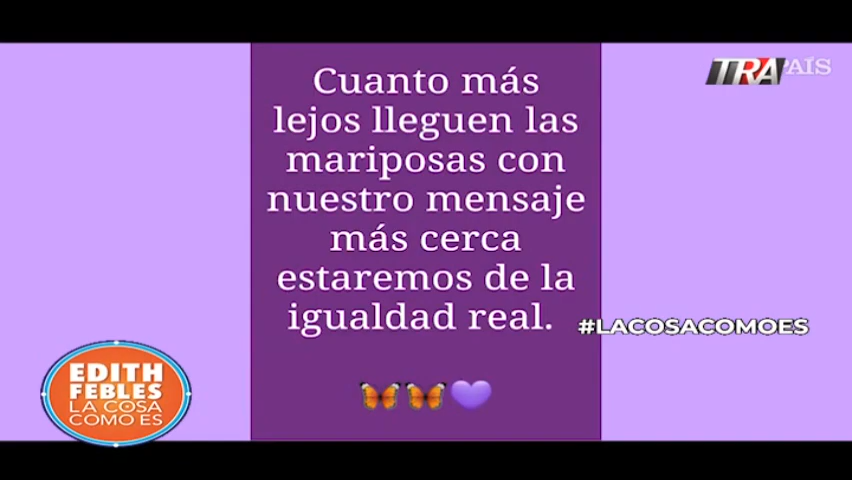 Cuanto más
lejos lleguen las
mariposas con
nuestro mensaje
más cerca
estaremos de la
igualdad real.
TRA
PAÍS
#LACOSACOMOES
EDITH
FEBLES
LA COSA
COMO ES